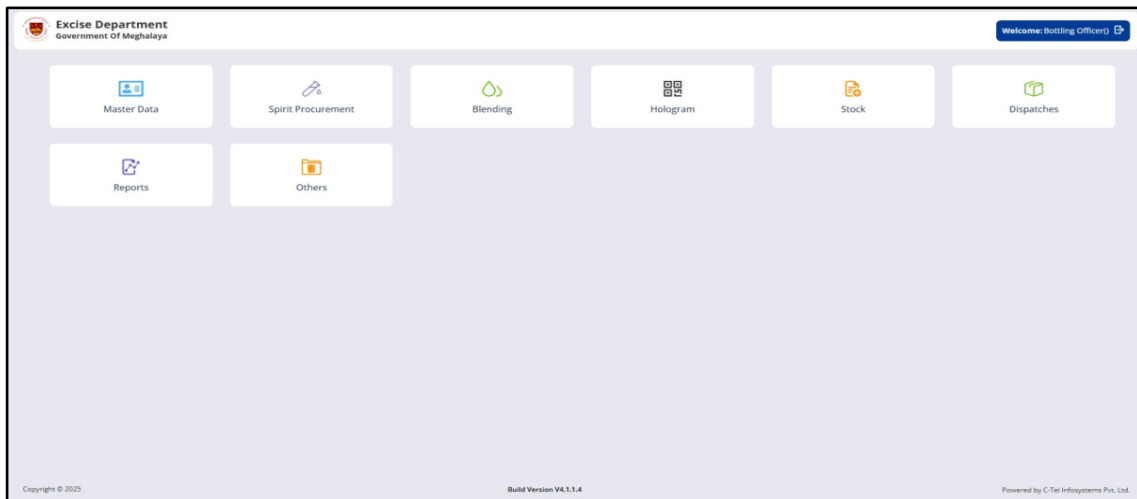 Excise Department
Government Of Meghalaya
Welcome: Bottling Officer()
Master Data
Spirit Procurement
Blending
Hologram
Stock
Dispatches
Reports
Others
Copyright © 2025
Build Version V4.1.1.4
Powered by C-Tel Infosystems Pvt. Ltd.